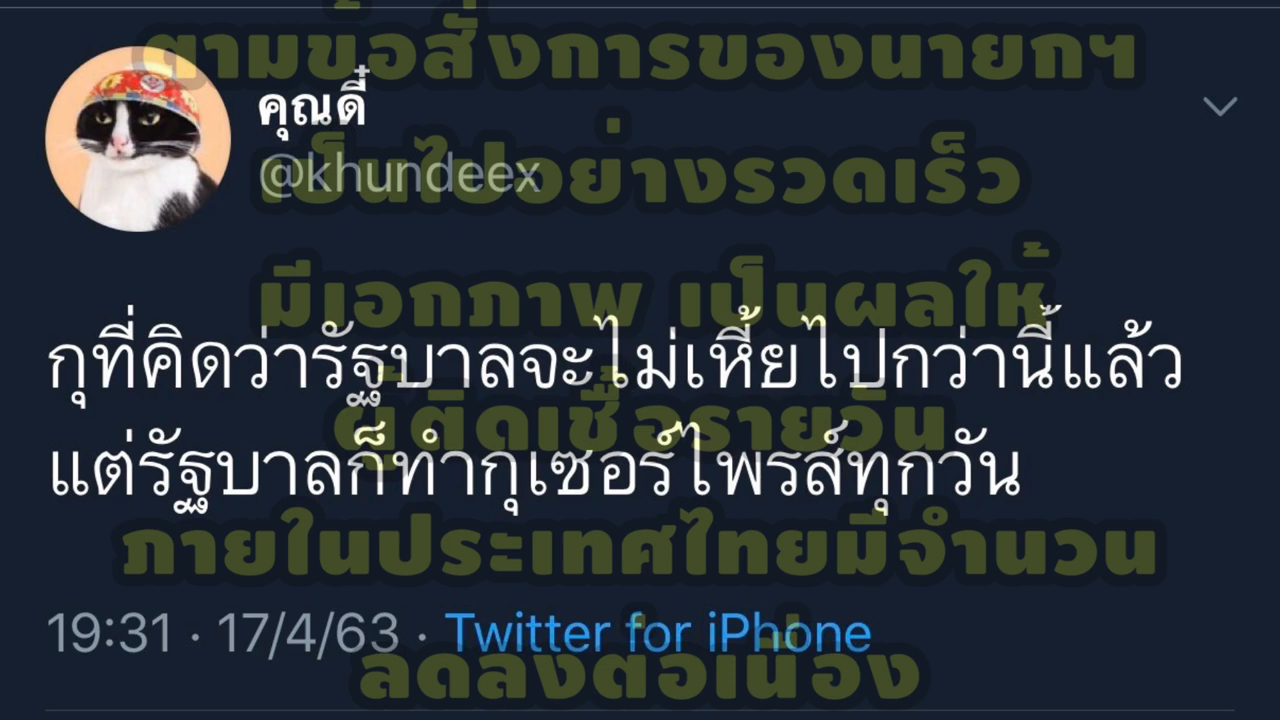 ตามข้อสั่งการของนายกฯ
คุณดี๋
เป็นไปอย่างรวดเร็ว
@khundeex
มีเอกภาพ เป็นผลให้
กุที่คิดว่ารัฐบาลจะไม่เหี้ยไปกว่านี้แล้ว
ผู้ติดเชื้อรายวัน
แต่รัฐบาลก็ทำกุเซอร์ไพรส์ทุกวัน
ภายในประเทศไทยมีจำนวน
19:31 · 17/4/63 · Twitter for iPhone
ลดลงต่อเนื่อง